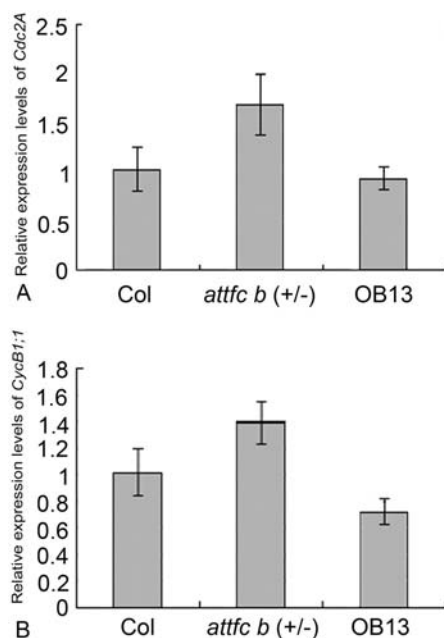 Relative expression levels of Cdc2A
2.5
2
1.5
1
0.5
0
A
Col
attfc b (+/-)
OB13
Relative expression levels of CycB1;1
1.8
1.6
1.4
1.2
1
0.8
0.6
0.4
0.2
0
B
Col
attfc b (+/-)
OB13